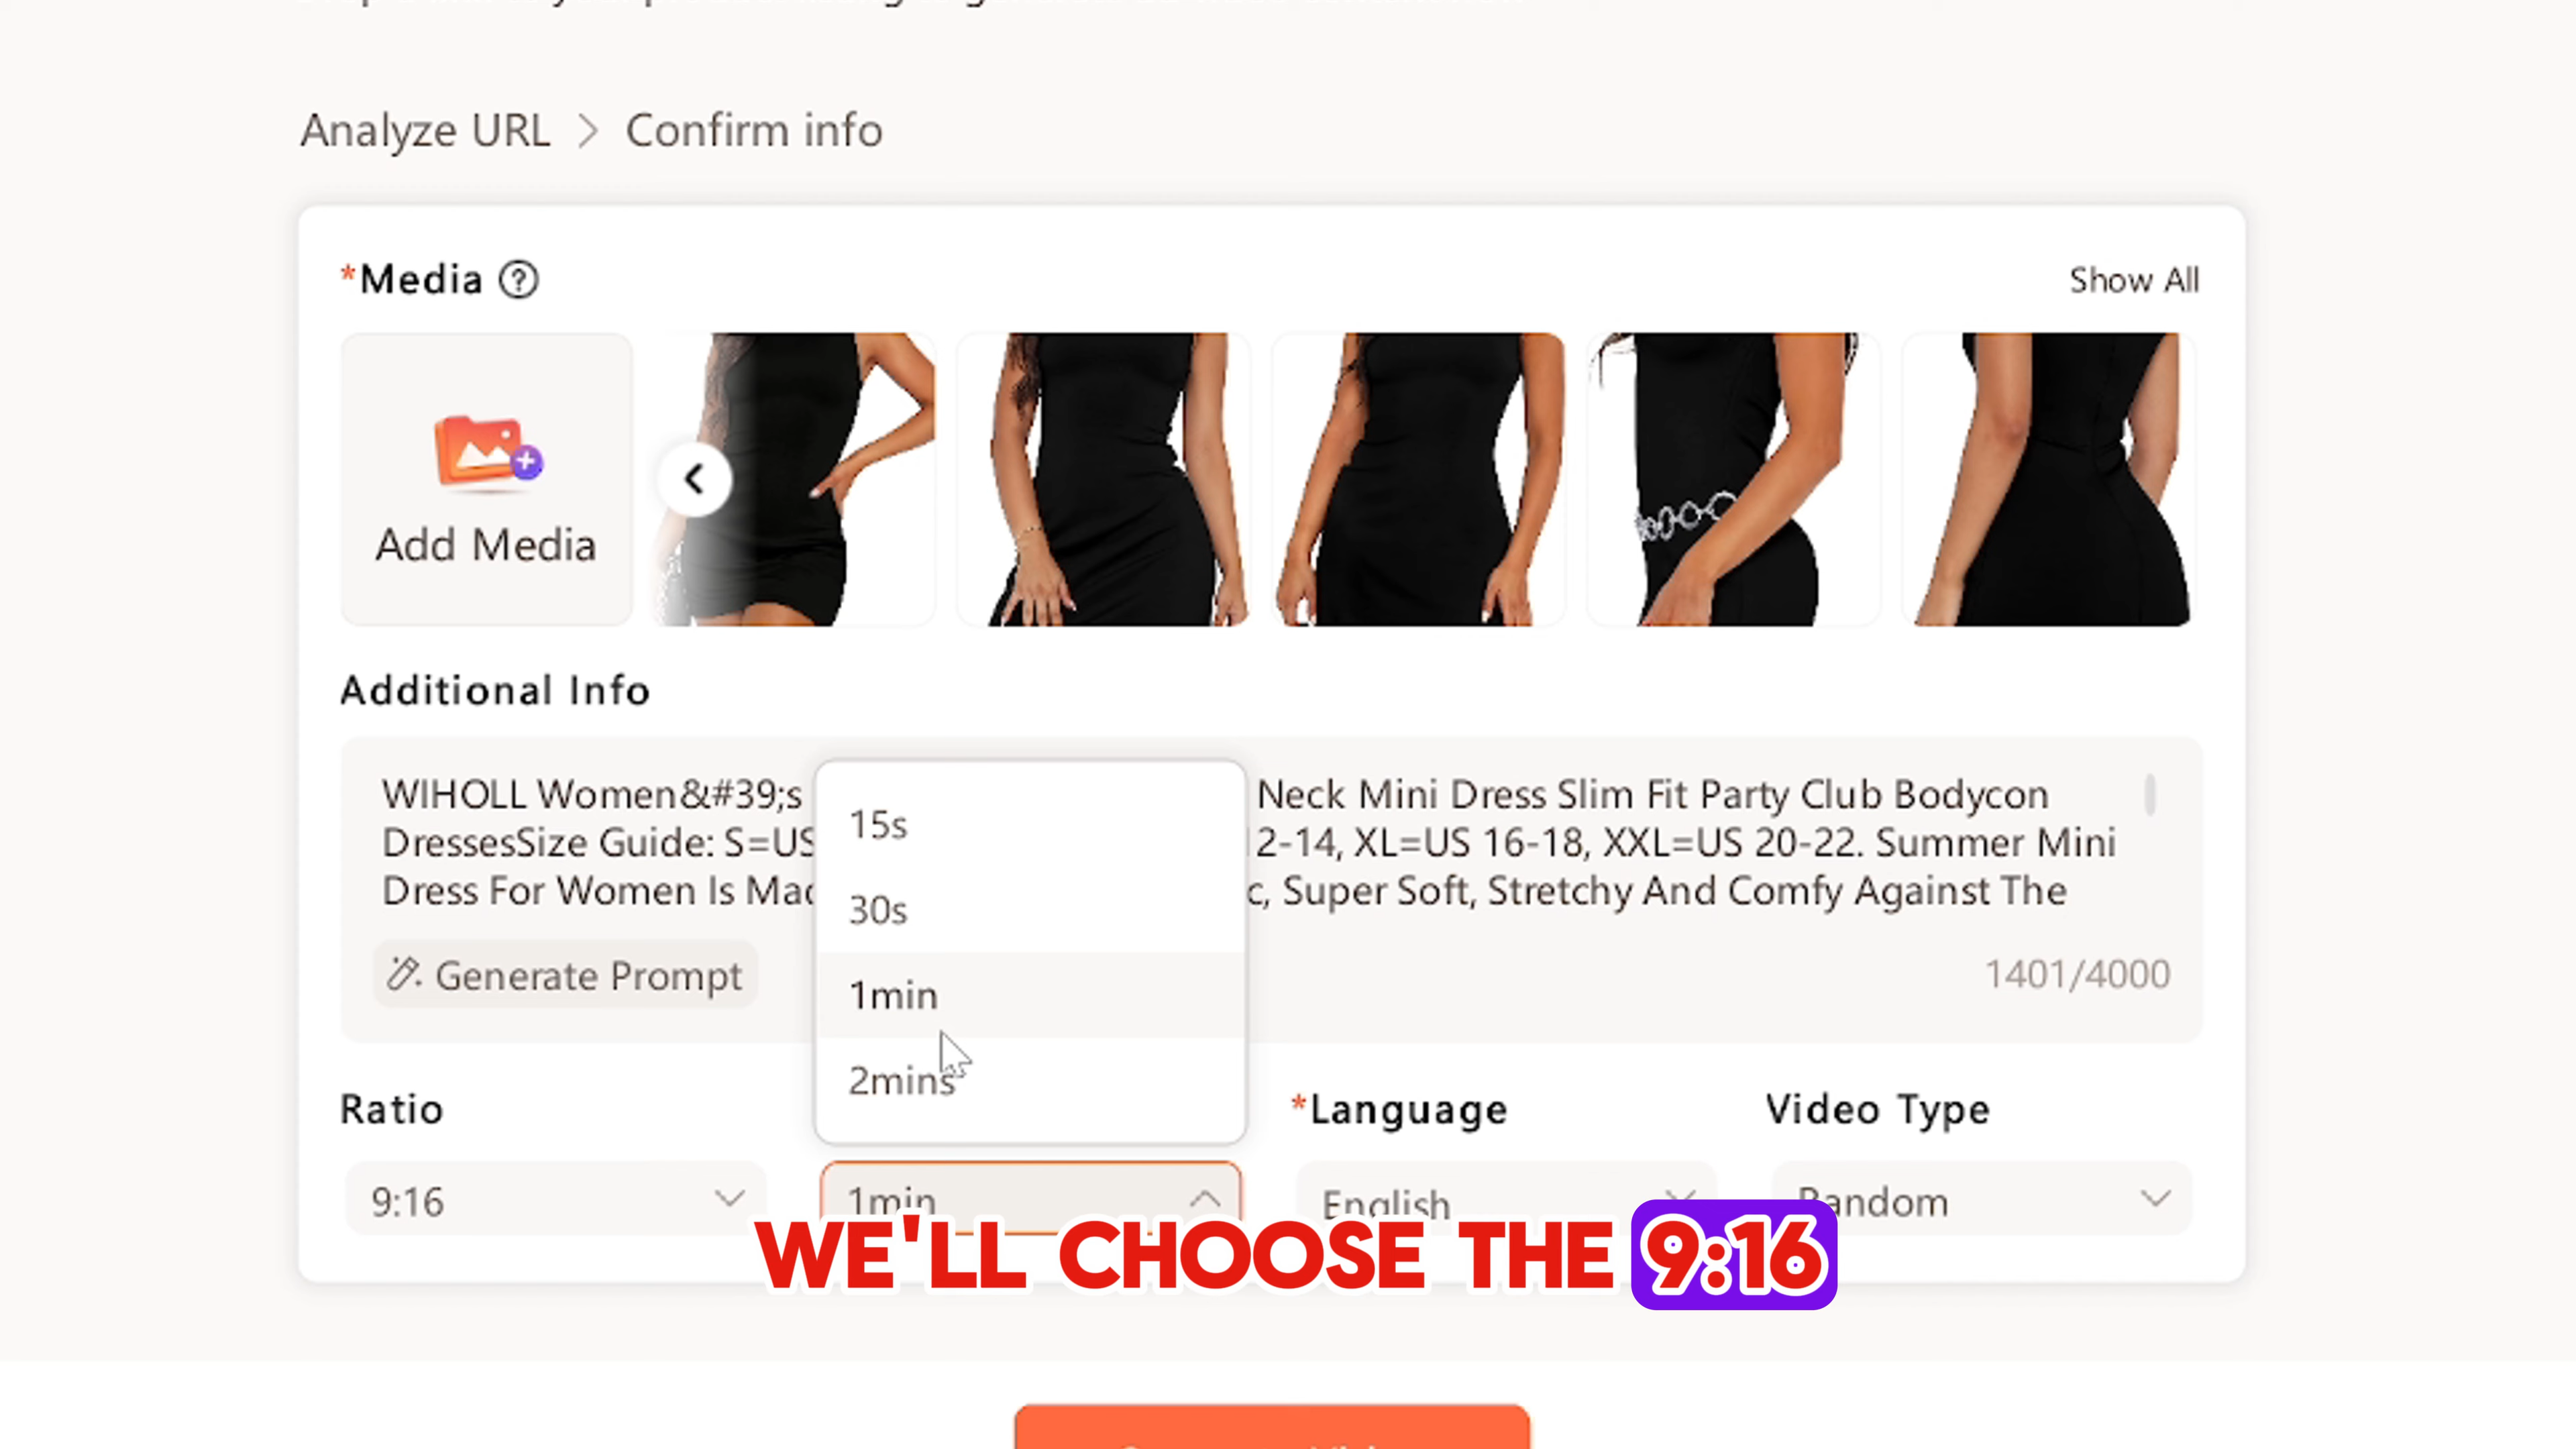 Analyze URL > Confirm info
*Media ? Show All
Add Media
Additional Info
WIHOLL Women&#39;s Neck Mini Dress Slim Fit Party Club Bodycon
DressesSize Guide: S=US 2-14, XL=US 16-18, XXL=US 20-22. Summer Mini
Dress For Women Is Super Soft, Stretchy And Comfy Against The
15s
30s
1min
2mins
Generate Prompt 1401/4000
Ratio *Language Video Type
9:16 1min English Random
WE'LL CHOOSE THE 9:16